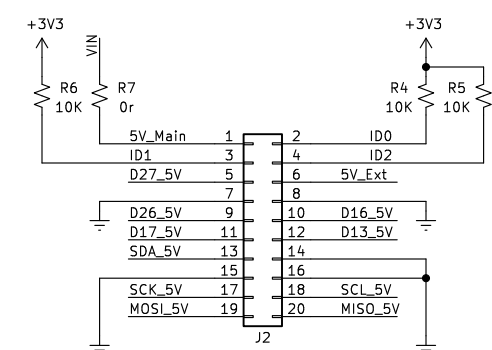 +3V3 VIN +3V3
R6 R7 R4 R5
10K 0r 10K 10K
5V_Main 1 2 ID0
ID1 3 4 ID2
D27_5V 5 6 5V_Ext
7 8
D26_5V 9 10 D16_5V
D17_5V 11 12 D13_5V
SDA_5V 13 14
15 16
SCK_5V 17 18 SCL_5V
MOSI_5V 19 20 MISO_5V
J2